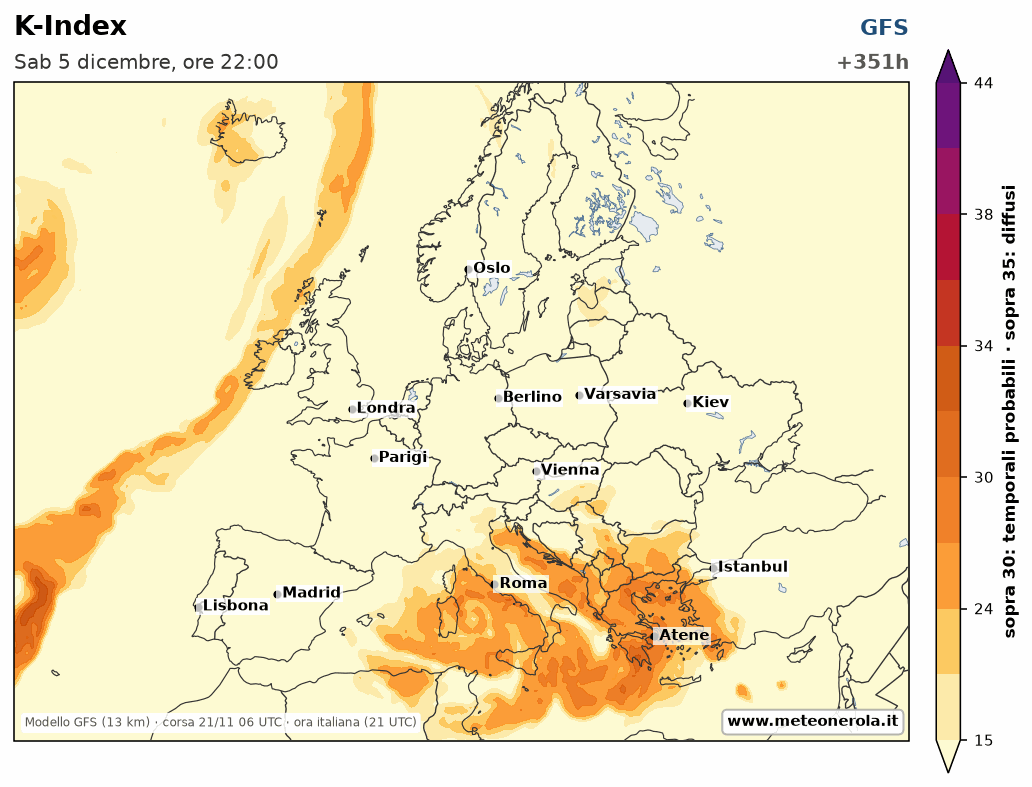 K-Index
GFS
Sab 5 dicembre, ore 22:00
+351h
Oslo
Londra
Berlino
Varsavia
Kiev
Parigi
Vienna
Istanbul
Roma
Madrid
Lisbona
Atene
Modello GFS (13 km) · corsa 21/11 06 UTC · ora italiana (21 UTC)
www.meteonerola.it
44
38
34
30
24
15
sopra 30: temporali probabili · sopra 35: diffusi